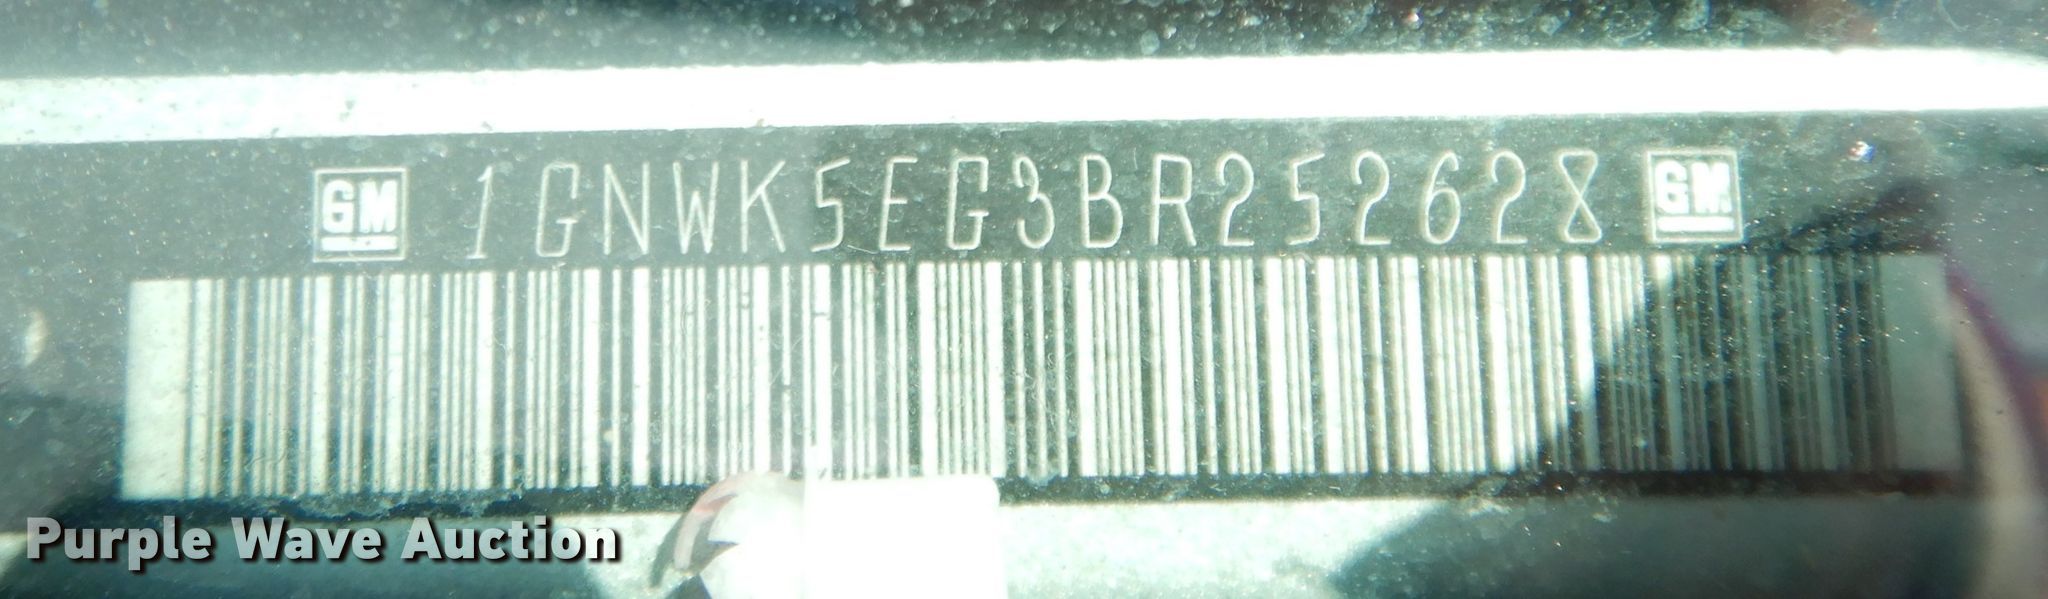 GM 1GNWK5EG3BR252628 GM
Purple Wave Auction